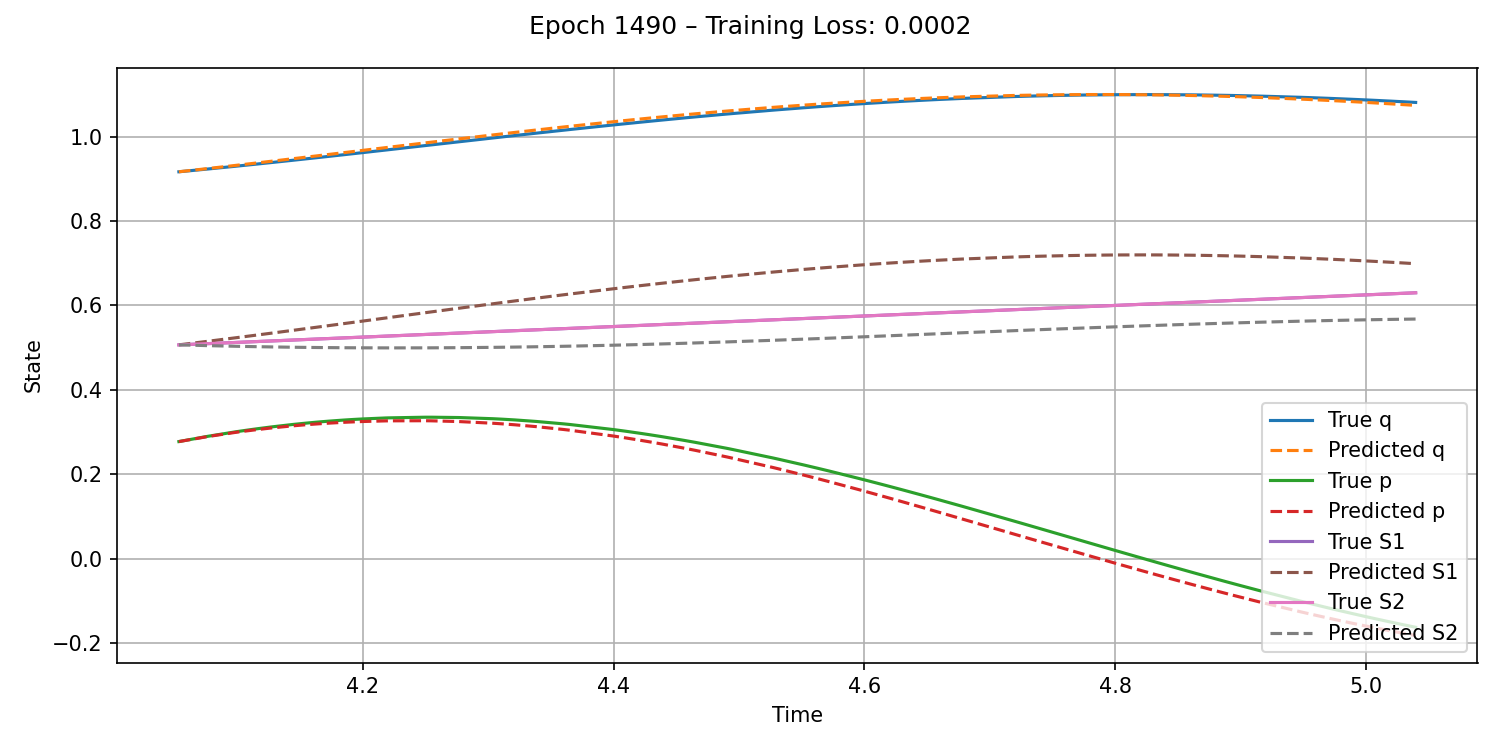 Epoch 1490 – Training Loss: 0.0002
State
1.0
0.8
0.6
0.4
0.2
0.0
−0.2
True q
Predicted q
True p
Predicted p
True S1
Predicted S1
True S2
Predicted S2
4.2 4.4 4.6 4.8 5.0
Time